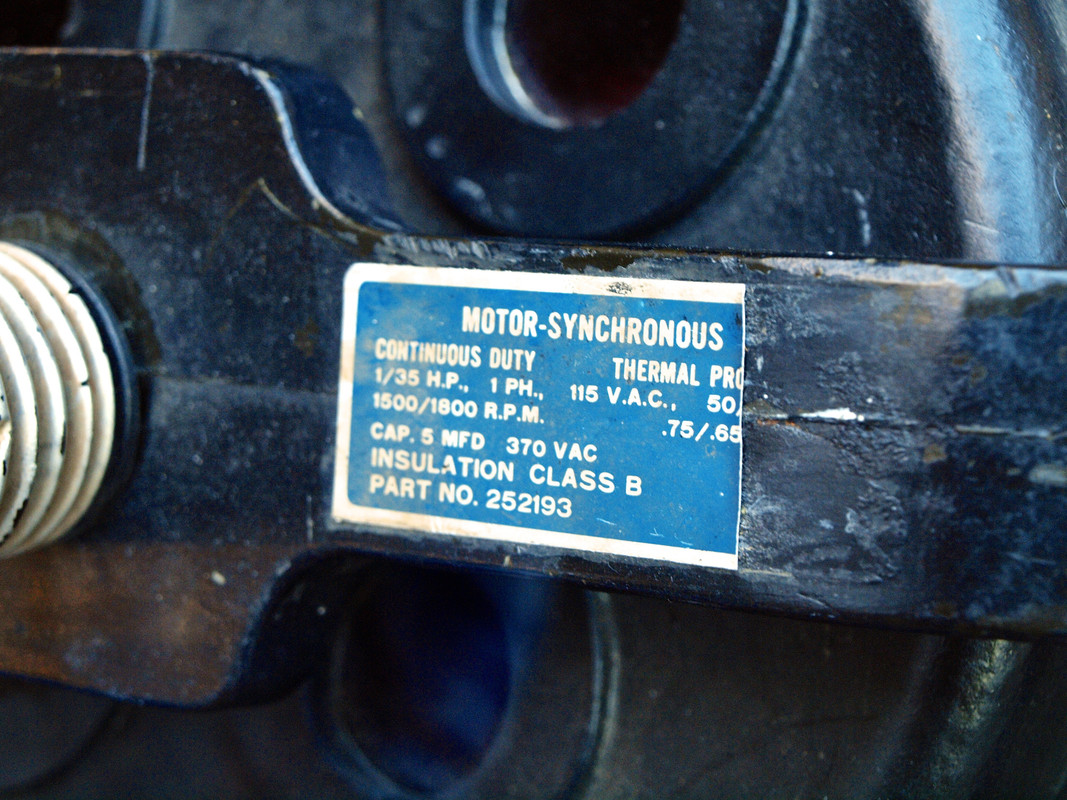 MOTOR-SYNCHRONOUS
CONTINUOUS DUTY THERMAL PRO
1/35 H.P., 1 PH., 115 V.A.C., 50/
1500/1800 R.P.M. .75/.65
CAP. 5 MFD 370 VAC
INSULATION CLASS B
PART NO. 252193